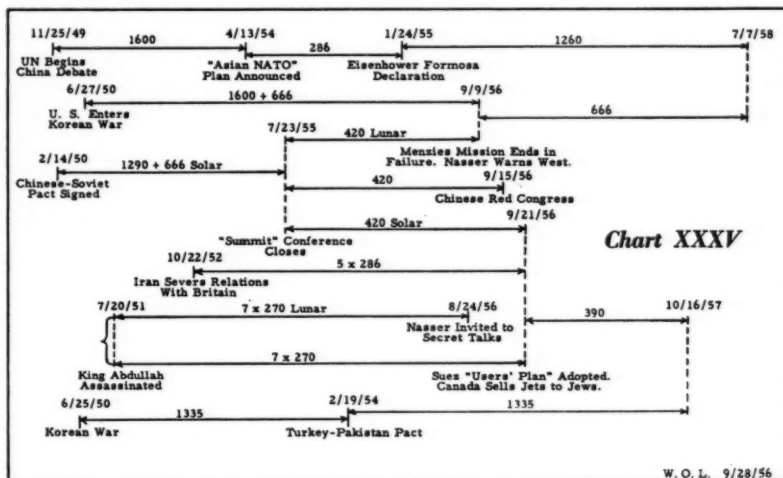 11/25/49 1600 4/13/54 286 1/24/55 1260 7/7/58
UN Begins
China Debate
"Asian NATO"
Plan Announced
Eisenhower Formosa
Declaration
6/27/50 1600 + 666 9/9/56 666
U. S. Enters
Korean War
7/23/55 420 Lunar
Menzies Mission Ends in
Failure. Nasser Warns West.
2/14/50 1290 + 666 Solar
Chinese-Soviet
Pact Signed
420 9/15/56
Chinese Red Congress
420 Solar 9/21/56
"Summit" Conference
Closes
Chart XXXV
10/22/52 5 x 286
Iran Severs Relations
With Britain
7/20/51 7 x 270 Lunar 8/24/56 390 10/16/57
Nasser Invited to
Secret Talks
7 x 270
King Abdullah
Assassinated
Sues "Users' Plan" Adopted.
Canada Sells Jets to Jews.
6/25/50 1335 2/19/54 1335
Korean War
Turkey-Pakistan Pact
W. O. L. 9/28/56